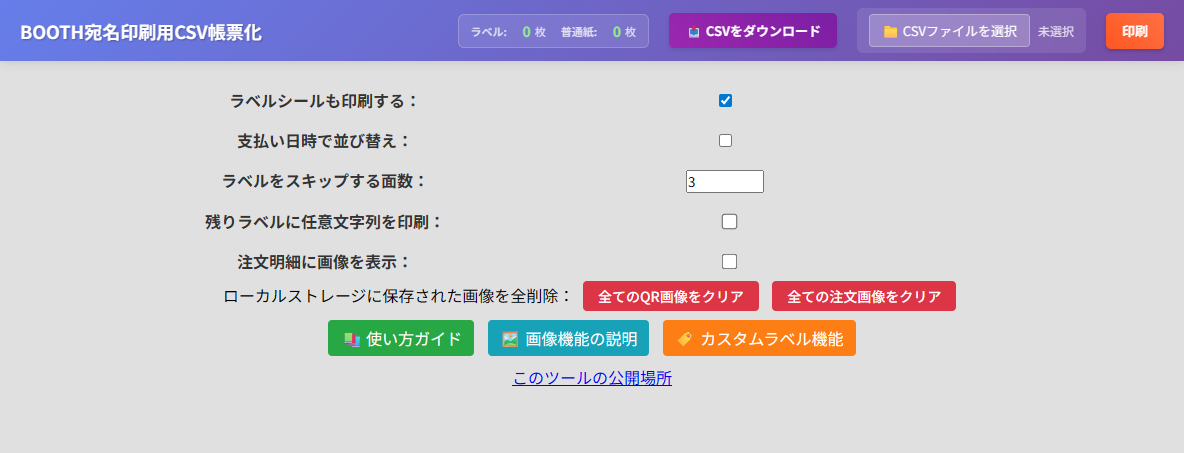 BOOTH宛名印刷用CSV帳票化 ラベル: 0 枚 普通紙: 0 枚 CSVをダウンロード CSVファイルを選択 未選択 印刷
ラベルシールも印刷する：
支払い日時で並び替え：
ラベルをスキップする面数： 3
残りラベルに任意文字列を印刷：
注文明細に画像を表示：
ローカルストレージに保存された画像を全削除： 全てのQR画像をクリア 全ての注文画像をクリア
使い方ガイド 画像機能の説明 カスタムラベル機能
このツールの公開場所